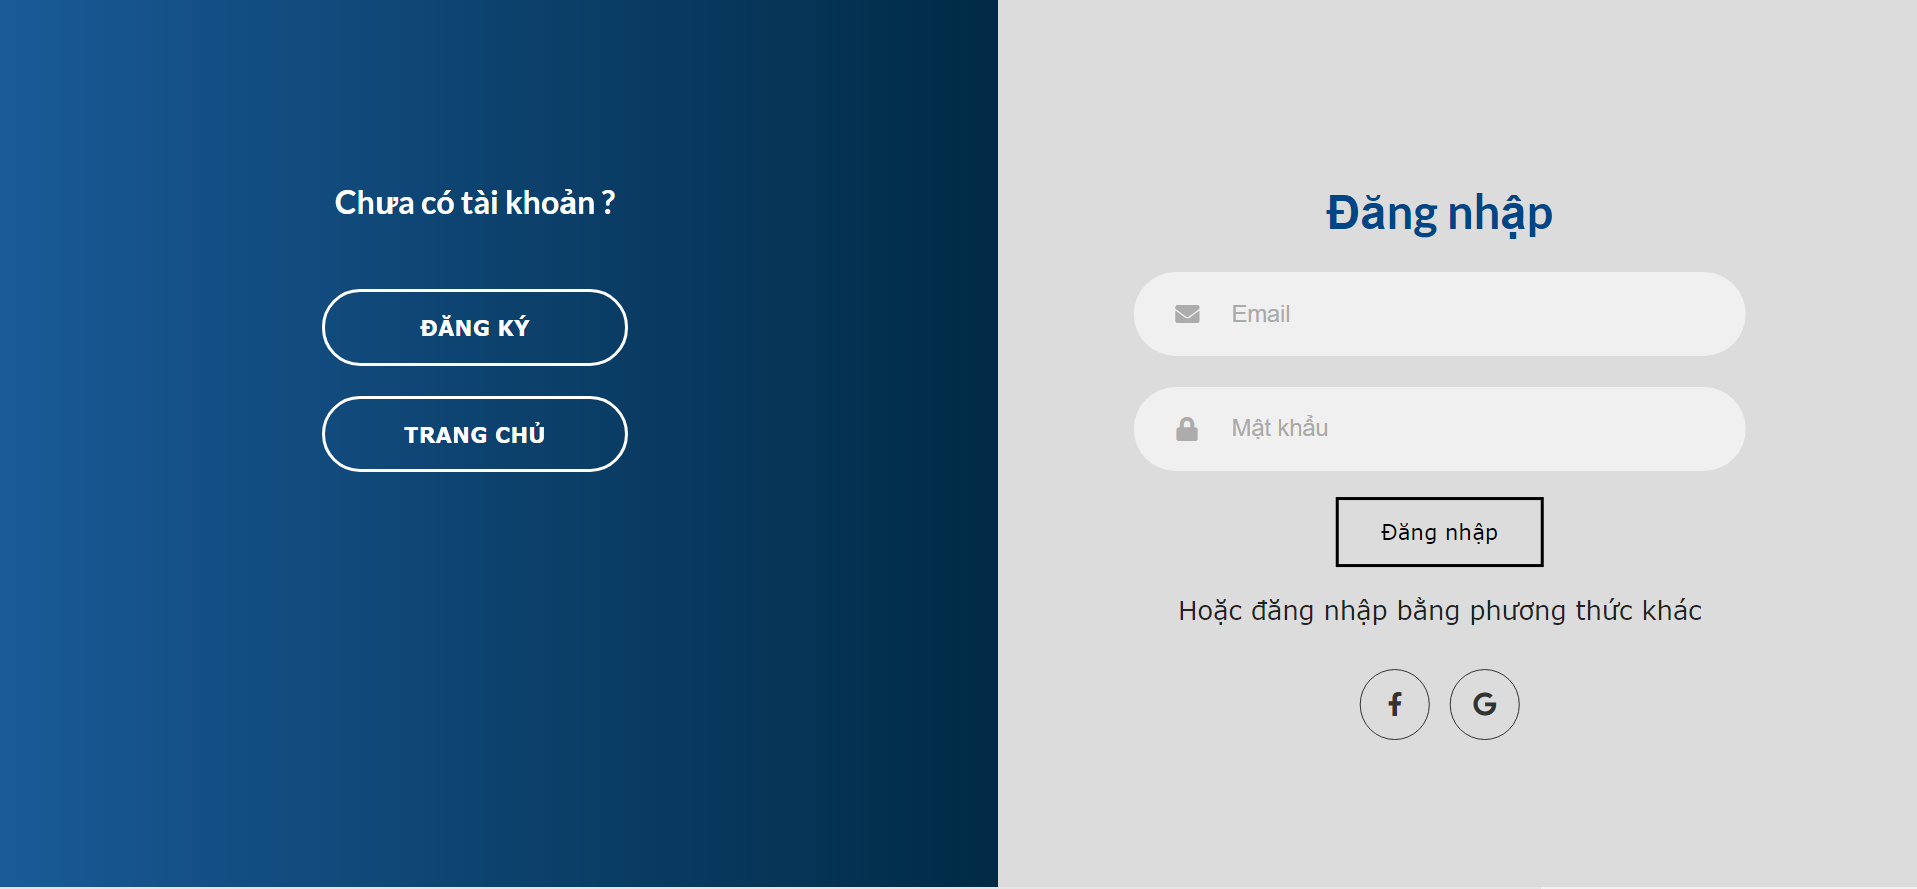 Chưa có tài khoản ?
ĐĂNG KÝ
TRANG CHỦ
Đăng nhập
Email
Mật khẩu
Đăng nhập
Hoặc đăng nhập bằng phương thức khác